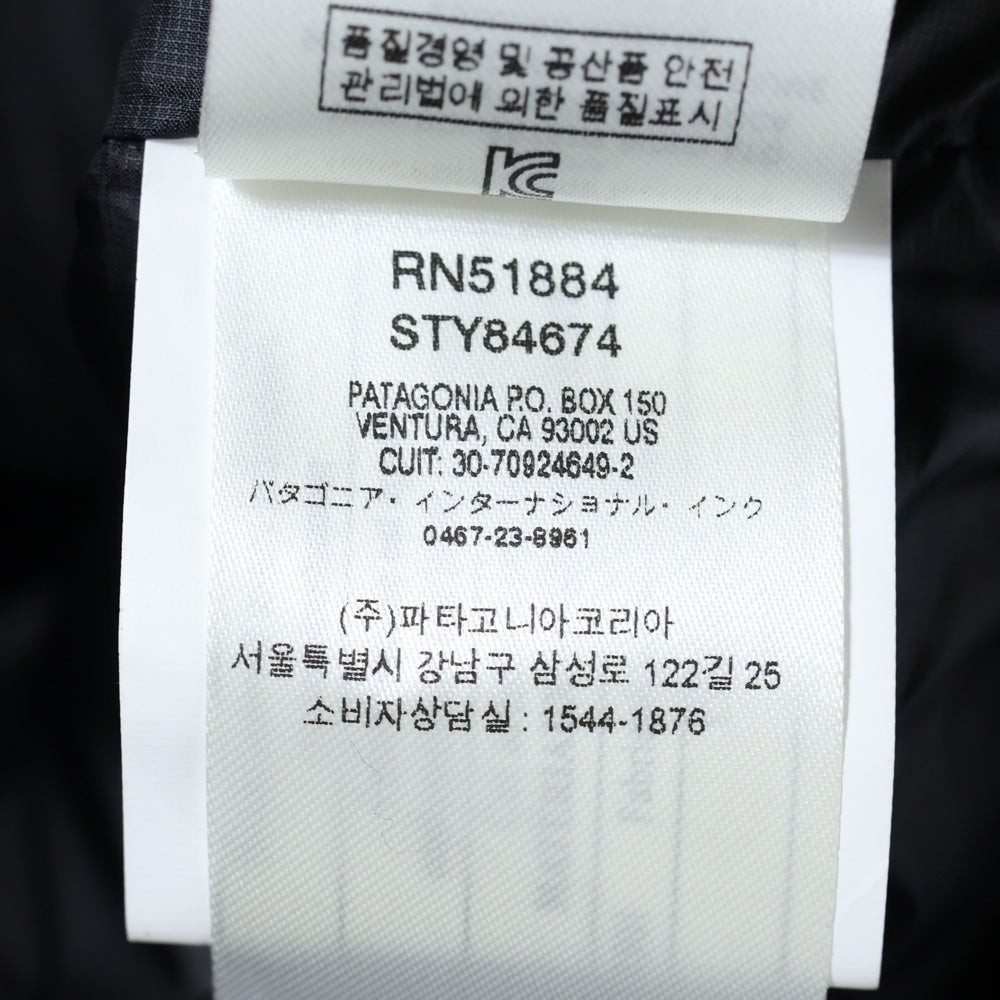 품질경영 및 공산품 안전
관리법에 의한 품질표시
RN51884
STY84674
PATAGONIA P.O. BOX 150
VENTURA, CA 93002 US
CUIT: 30-70924649-2
パタゴニア・インターナショナル・インク
0467-23-8961
(주)파타고니아코리아
서울특별시 강남구 삼성로 122길 25
소비자상담실 : 1544-1876